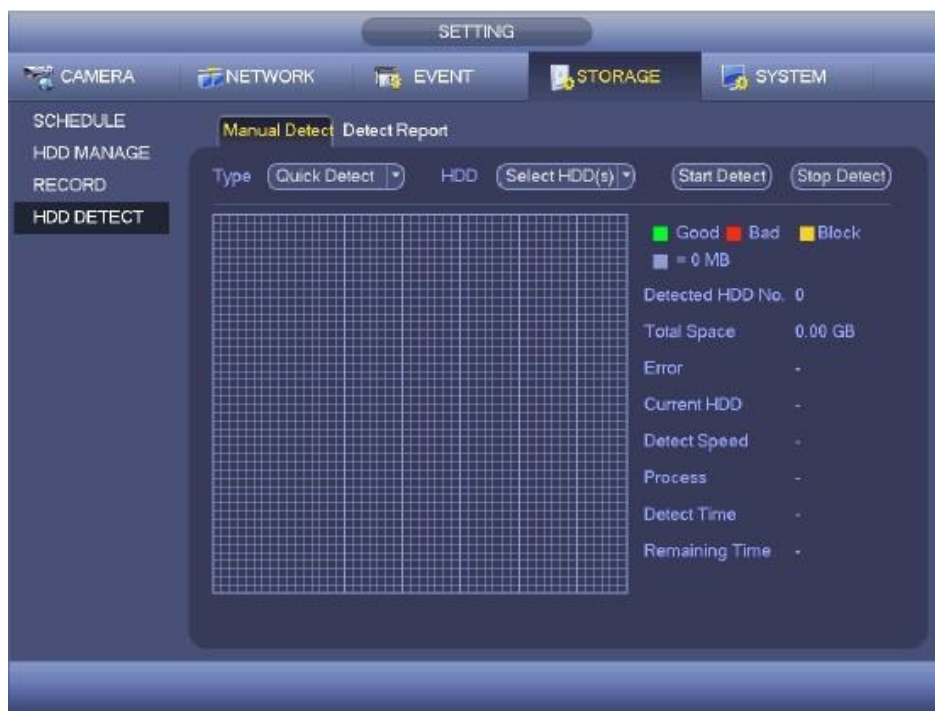 SETTING
CAMERA NETWORK EVENT STORAGE SYSTEM
SCHEDULE
HDD MANAGE
RECORD
HDD DETECT
Manual Detect Detect Report
Type Quick Detect HDD Select HDD(s) Start Detect Stop Detect
Good Bad Block
= 0 MB
Detected HDD No. 0
Total Space 0.00 GB
Error -
Current HDD -
Detect Speed -
Process -
Detect Time -
Remaining Time -